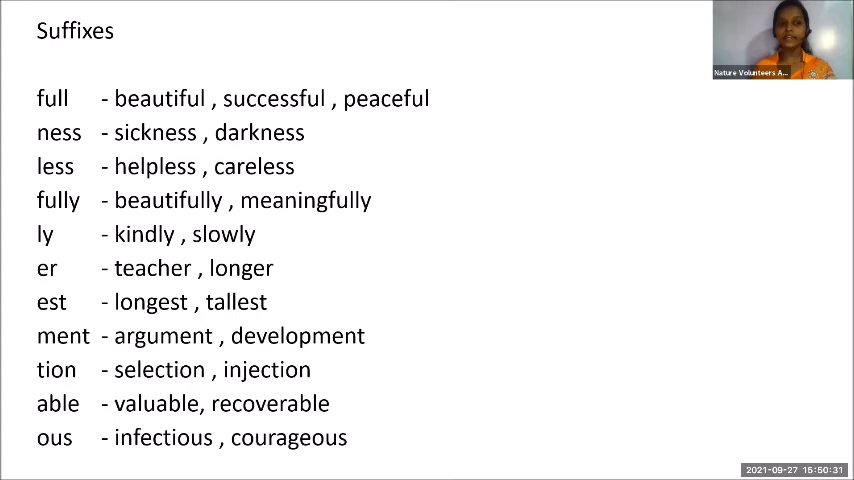 Suffixes
Nature Volunteers A...
full - beautiful , successful , peaceful
ness - sickness , darkness
less - helpless , careless
fully - beautifully , meaningfully
ly - kindly , slowly
er - teacher , longer
est - longest , tallest
ment - argument , development
tion - selection , injection
able - valuable, recoverable
ous - infectious , courageous
2021-09-27 15:50:31